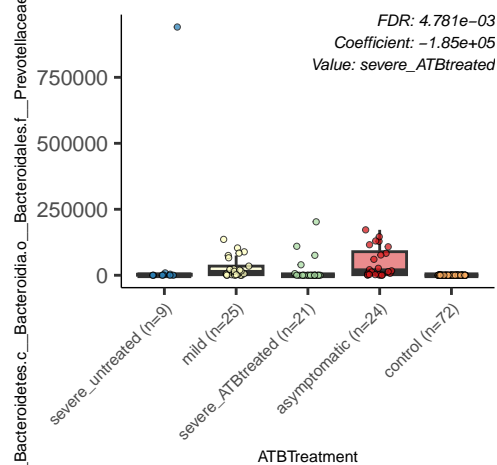 FDR: 4.781e−03
Coefficient: −1.85e+05
Value: severe_ATBtreated
_Bacteroidetes.c__Bacteroidia.o__Bacteroidales.f__Prevotellaceae
750000
500000
250000
0
severe_untreated (n=9)
mild (n=25)
severe_ATBtreated (n=21)
asymptomatic (n=24)
control (n=72)
ATBTreatment